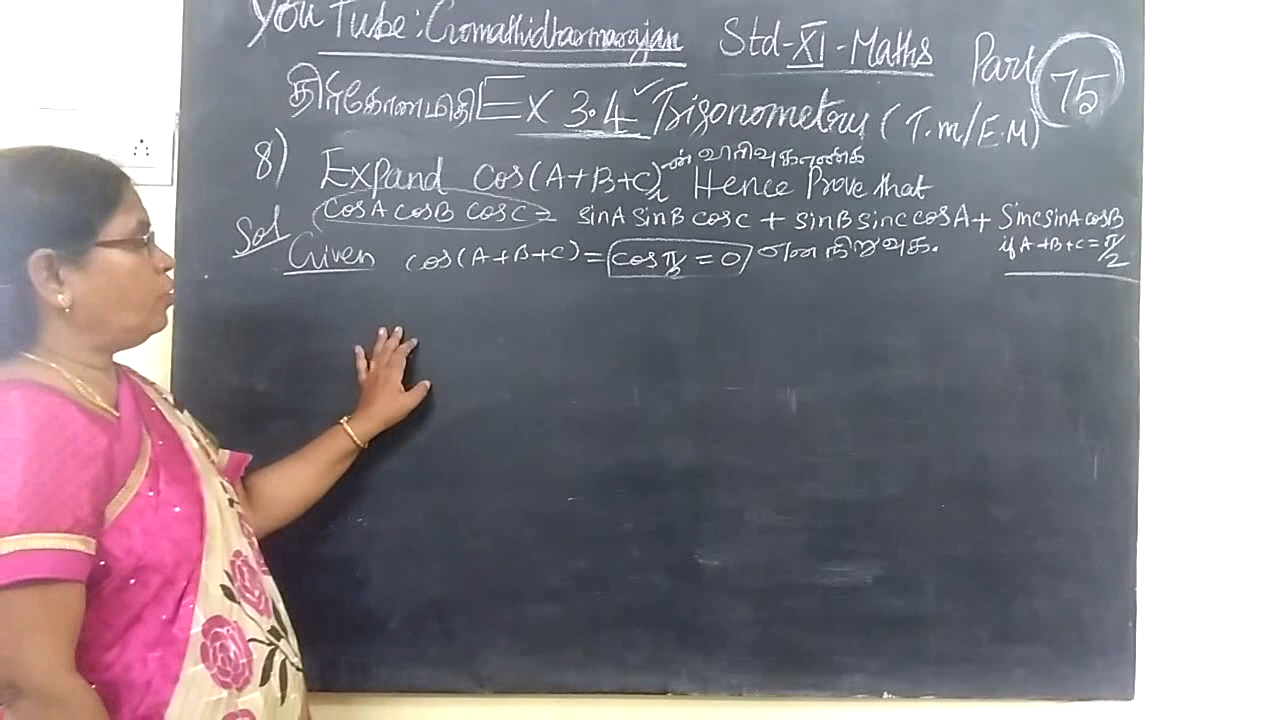 YouTube: Gomathidharmarajan Std-XI-Maths Part 75
திரிகோணமிதி Ex 3.4 Trigonometry (T.M/E.M)
8) Expand cos(A+B+C) ன் விரிவு காண்க Hence Prove that
cosA cosB cosC = sinA sinB cosC + sinB sinC cosA + SinC sinA cosB
Sol Given cos(A+B+C) = cos π/2 = 0 என நிறுவுக. if A+B+C = π/2